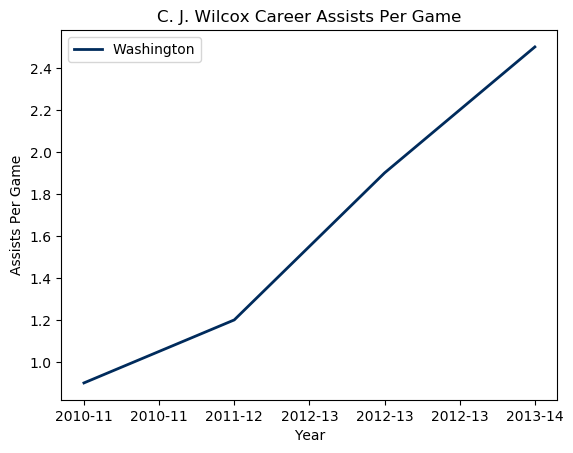 C. J. Wilcox Career Assists Per Game
Washington
2.4
2.2
2.0
1.8
1.6
1.4
1.2
1.0
Assists Per Game
2010-11 2010-11 2011-12 2012-13 2012-13 2012-13 2013-14
Year